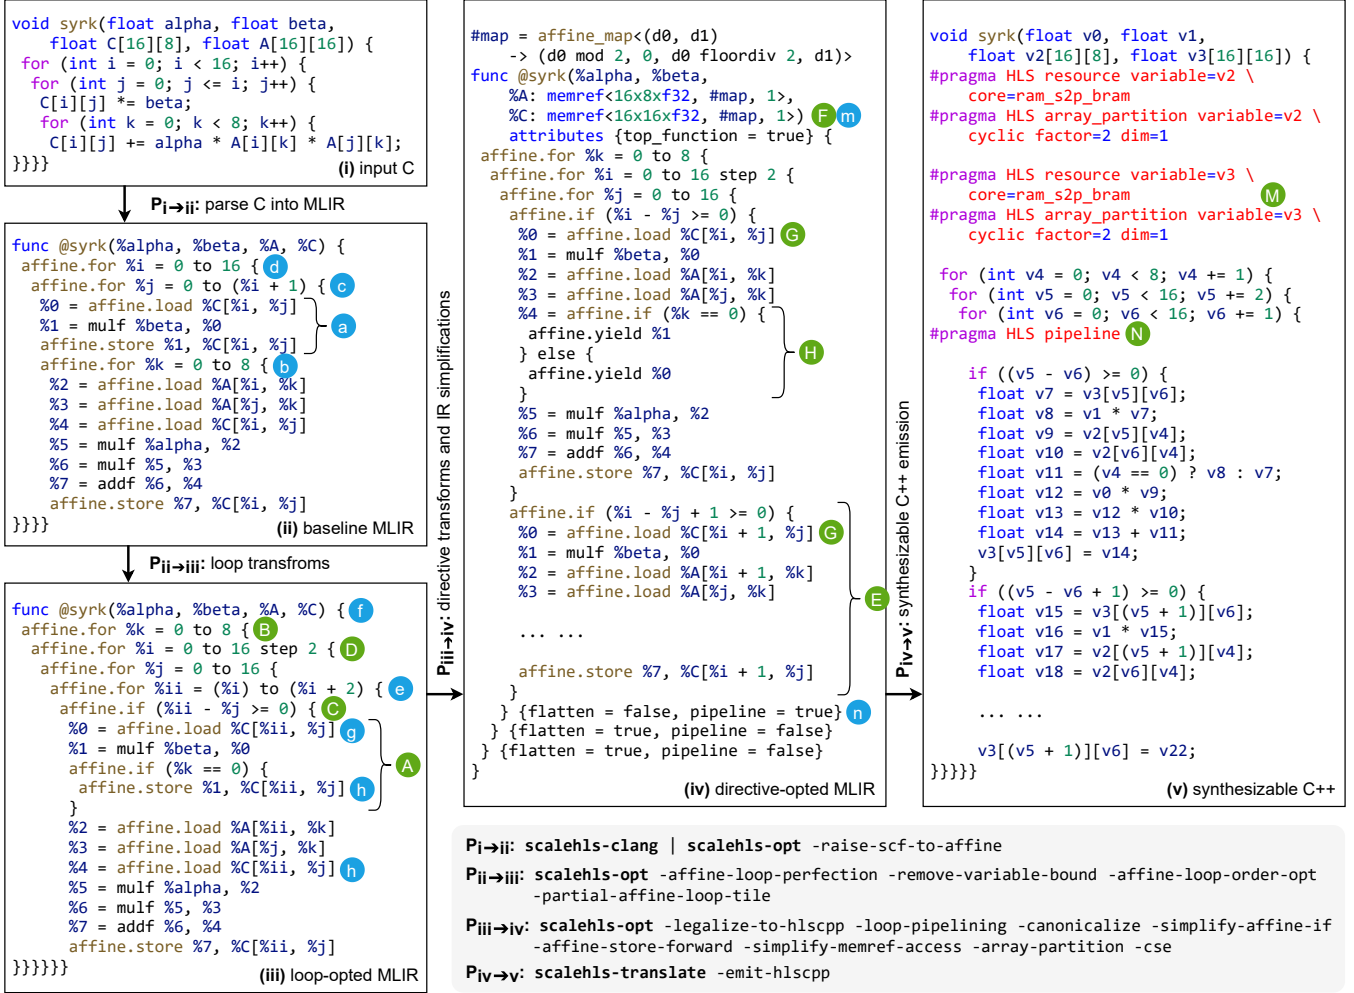 void syrk(float alpha, float beta,
float C[16][8], float A[16][16]) {
for (int i = 0; i < 16; i++) {
for (int j = 0; j <= i; j++) {
C[i][j] *= beta;
for (int k = 0; k < 8; k++) {
C[i][j] += alpha * A[i][k] * A[j][k];
}}}}
(i) input C
Pi→ii: parse C into MLIR
func @syrk(%alpha, %beta, %A, %C) {
affine.for %i = 0 to 16 { d
affine.for %j = 0 to (%i + 1) { c
%0 = affine.load %C[%i, %j]
%1 = mulf %beta, %0 a
affine.store %1, %C[%i, %j]
affine.for %k = 0 to 8 { b
%2 = affine.load %A[%i, %k]
%3 = affine.load %A[%j, %k]
%4 = affine.load %C[%i, %j]
%5 = mulf %alpha, %2
%6 = mulf %5, %3
%7 = addf %6, %4
affine.store %7, %C[%i, %j]
}}}}
(ii) baseline MLIR
Pii→iii: loop transfroms
func @syrk(%alpha, %beta, %A, %C) { f
affine.for %k = 0 to 8 { B
affine.for %i = 0 to 16 step 2 { D
affine.for %j = 0 to 16 {
affine.for %ii = (%i) to (%i + 2) { e
affine.if (%ii - %j >= 0) { C
%0 = affine.load %C[%ii, %j] g
%1 = mulf %beta, %0
affine.if (%k == 0) { A
affine.store %1, %C[%ii, %j] h
}
%2 = affine.load %A[%ii, %k]
%3 = affine.load %A[%j, %k]
%4 = affine.load %C[%ii, %j] h
%5 = mulf %alpha, %2
%6 = mulf %5, %3
%7 = addf %6, %4
affine.store %7, %C[%ii, %j]
}}}}}}
(iii) loop-opted MLIR
Piii→iv: directive transforms and IR simplifications
#map = affine_map<(d0, d1)
-> (d0 mod 2, 0, d0 floordiv 2, d1)>
func @syrk(%alpha, %beta,
%A: memref<16x8xf32, #map, 1>,
%C: memref<16x16xf32, #map, 1>) F m
attributes {top_function = true} {
affine.for %k = 0 to 8 {
affine.for %i = 0 to 16 step 2 {
affine.for %j = 0 to 16 {
affine.if (%i - %j >= 0) {
%0 = affine.load %C[%i, %j] G
%1 = mulf %beta, %0
%2 = affine.load %A[%i, %k]
%3 = affine.load %A[%j, %k]
%4 = affine.if (%k == 0) {
affine.yield %1
} else { H
affine.yield %0
}
%5 = mulf %alpha, %2
%6 = mulf %5, %3
%7 = addf %6, %4
affine.store %7, %C[%i, %j]
}
affine.if (%i - %j + 1 >= 0) {
%0 = affine.load %C[%i + 1, %j] G
%1 = mulf %beta, %0
%2 = affine.load %A[%i + 1, %k]
%3 = affine.load %A[%j, %k] E
... ...
affine.store %7, %C[%i + 1, %j]
}
} {flatten = false, pipeline = true} n
} {flatten = true, pipeline = false}
} {flatten = true, pipeline = false}
}
(iv) directive-opted MLIR
Piv→v: synthesizable C++ emission
void syrk(float v0, float v1,
float v2[16][8], float v3[16][16]) {
#pragma HLS resource variable=v2 \
core=ram_s2p_bram
#pragma HLS array_partition variable=v2 \
cyclic factor=2 dim=1
#pragma HLS resource variable=v3 \
core=ram_s2p_bram M
#pragma HLS array_partition variable=v3 \
cyclic factor=2 dim=1
for (int v4 = 0; v4 < 8; v4 += 1) {
for (int v5 = 0; v5 < 16; v5 += 2) {
for (int v6 = 0; v6 < 16; v6 += 1) {
#pragma HLS pipeline N
if ((v5 - v6) >= 0) {
float v7 = v3[v5][v6];
float v8 = v1 * v7;
float v9 = v2[v5][v4];
float v10 = v2[v6][v4];
float v11 = (v4 == 0) ? v8 : v7;
float v12 = v0 * v9;
float v13 = v12 * v10;
float v14 = v13 + v11;
v3[v5][v6] = v14;
}
if ((v5 - v6 + 1) >= 0) {
float v15 = v3[(v5 + 1)][v6];
float v16 = v1 * v15;
float v17 = v2[(v5 + 1)][v4];
float v18 = v2[v6][v4];
... ...
v3[(v5 + 1)][v6] = v22;
}}}}}
(v) synthesizable C++
Pi→ii: scalehls-clang | scalehls-opt -raise-scf-to-affine
Pii→iii: scalehls-opt -affine-loop-perfection -remove-variable-bound -affine-loop-order-opt
-partial-affine-loop-tile
Piii→iv: scalehls-opt -legalize-to-hlscpp -loop-pipelining -canonicalize -simplify-affine-if
-affine-store-forward -simplify-memref-access -array-partition -cse
Piv→v: scalehls-translate -emit-hlscpp